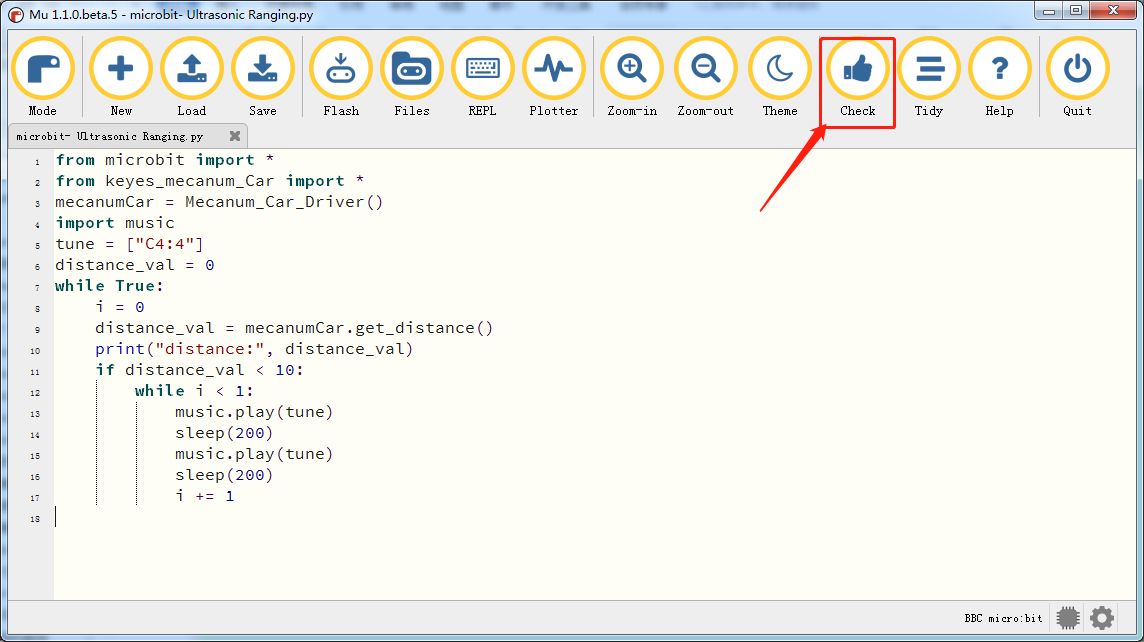 Mu 1.1.0.beta.5 - microbit- Ultrasonic Ranging.py
Mode New Load Save Flash Files REPL Plotter Zoom-in Zoom-out Theme Check Tidy Help Quit
microbit- Ultrasonic Ranging.py
1 from microbit import *
2 from keyes_mecanum_Car import *
3 mecanumCar = Mecanum_Car_Driver()
4 import music
5 tune = ["C4:4"]
6 distance_val = 0
7 while True:
8     i = 0
9     distance_val = mecanumCar.get_distance()
10     print("distance:", distance_val)
11     if distance_val < 10:
12         while i < 1:
13             music.play(tune)
14             sleep(200)
15             music.play(tune)
16             sleep(200)
17             i += 1
18
BBC micro:bit